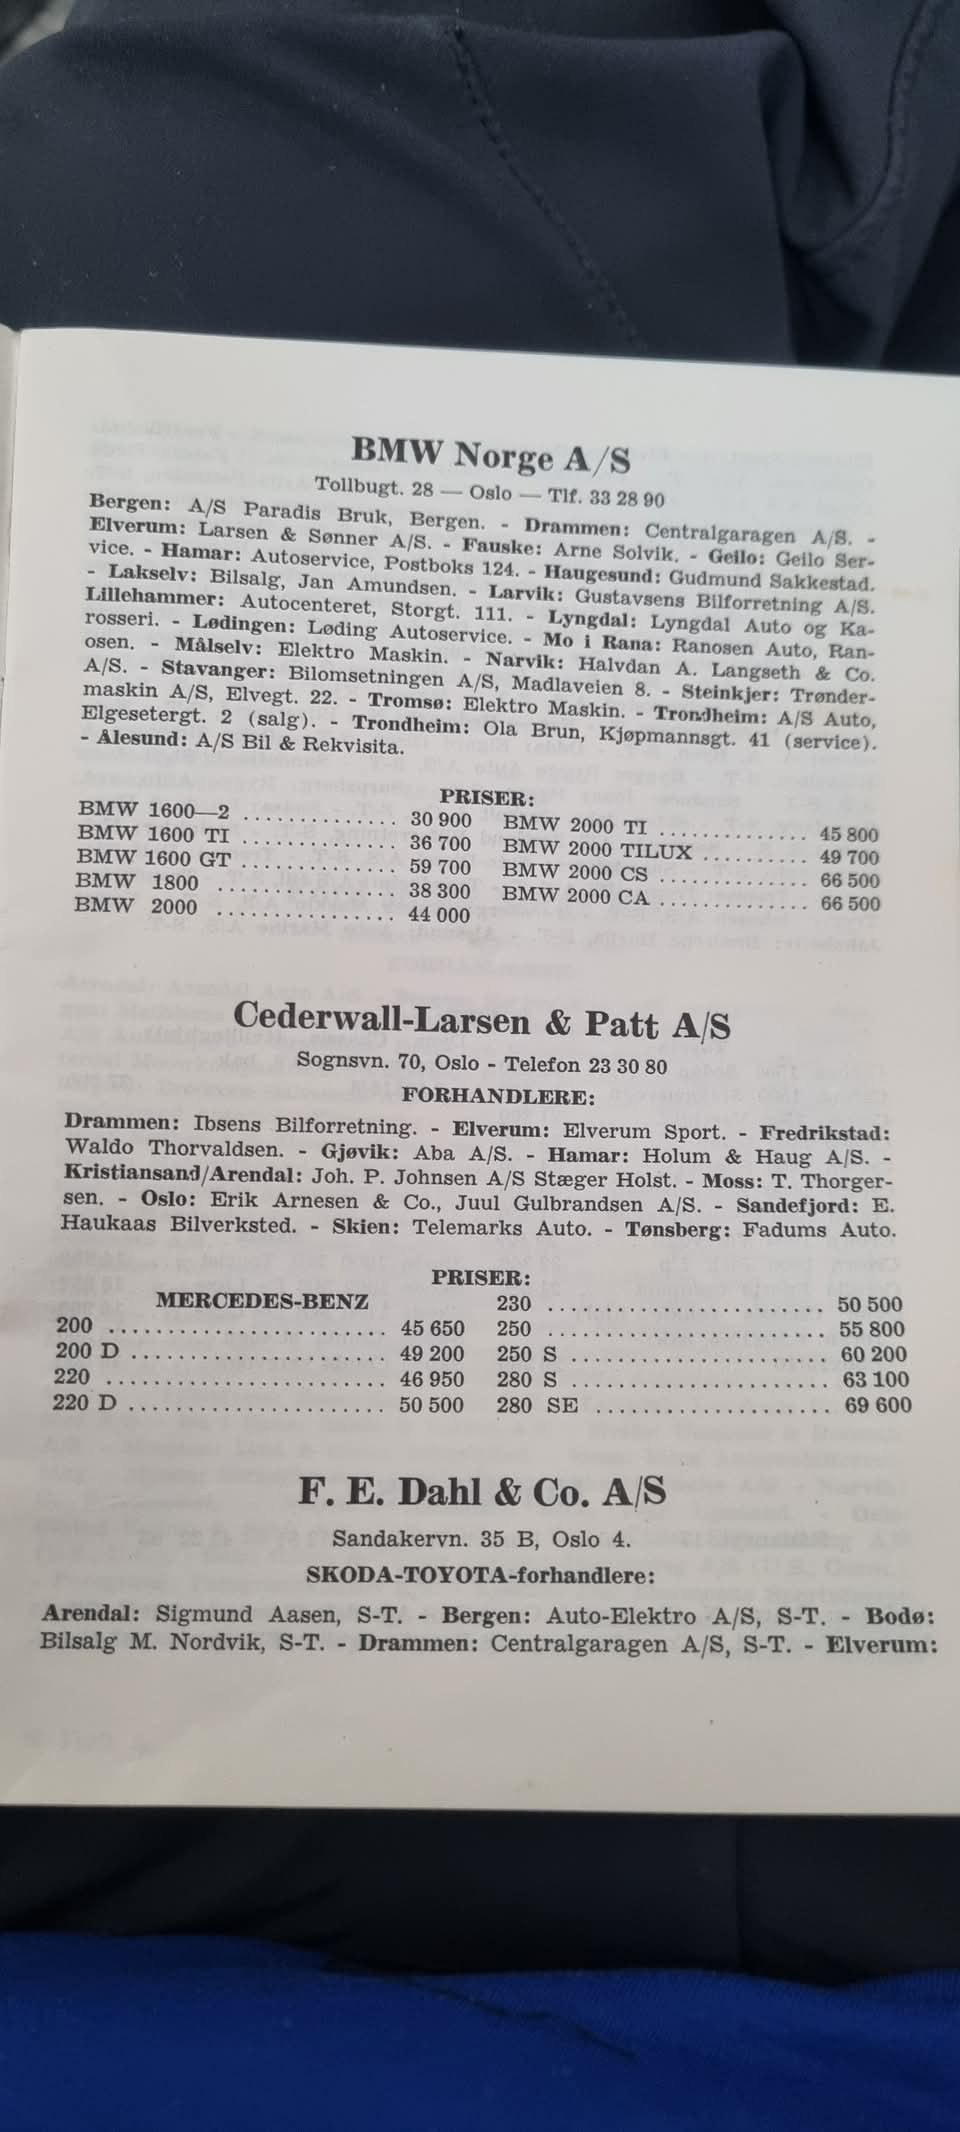 BMW Norge A/S
Tollbugt. 28 — Oslo — Tlf. 33 28 90
Bergen: A/S Paradis Bruk, Bergen. - Drammen: Centralgaragen A/S. -
Elverum: Larsen & Sønner A/S. - Fauske: Arne Solvik. - Geilo: Geilo Ser-
vice. - Hamar: Autoservice, Postboks 124. - Haugesund: Gudmund Sakkestad.
- Lakselv: Bilsalg, Jan Amundsen. - Larvik: Gustavsens Bilforretning A/S.
Lillehammer: Autocenteret, Storgt. 111. - Lyngdal: Lyngdal Auto og Ka-
rosseri. - Lødingen: Løding Autoservice. - Mo i Rana: Ranosen Auto, Ran-
osen. - Målselv: Elektro Maskin. - Narvik: Halvdan A. Langseth & Co.
A/S. - Stavanger: Bilomsetningen A/S, Madlaveien 8. - Steinkjer: Trønder-
maskin A/S, Elvegt. 22. - Tromsø: Elektro Maskin. - Trondheim: A/S Auto,
Elgesetergt. 2 (salg). - Trondheim: Ola Brun, Kjøpmannsgt. 41 (service).
- Ålesund: A/S Bil & Rekvisita.
PRISER:
BMW 1600—2 ............. 30 900
BMW 1600 TI ............. 36 700
BMW 1600 GT ............. 59 700
BMW 1800 ............... 38 300
BMW 2000 ............... 44 000
BMW 2000 TI ............. 45 800
BMW 2000 TILUX ......... 49 700
BMW 2000 CS ............. 66 500
BMW 2000 CA ............. 66 500
Cederwall-Larsen & Patt A/S
Sognsvn. 70, Oslo - Telefon 23 30 80
FORHANDLERE:
Drammen: Ibsens Bilforretning. - Elverum: Elverum Sport. - Fredrikstad:
Waldo Thorvaldsen. - Gjøvik: Aba A/S. - Hamar: Holum & Haug A/S. -
Kristiansand/Arendal: Joh. P. Johnsen A/S Stæger Holst. - Moss: T. Thorger-
sen. - Oslo: Erik Arnesen & Co., Juul Gulbrandsen A/S. - Sandefjord: E.
Haukaas Bilverksted. - Skien: Telemarks Auto. - Tønsberg: Fadums Auto.
PRISER:
MERCEDES-BENZ
200 ........................ 45 650
200 D ...................... 49 200
220 ........................ 46 950
220 D ...................... 50 500
230 ........................ 50 500
250 ........................ 55 800
250 S ...................... 60 200
280 S ...................... 63 100
280 SE .................... 69 600
F. E. Dahl & Co. A/S
Sandakervn. 35 B, Oslo 4.
SKODA-TOYOTA-forhandlere:
Arendal: Sigmund Aasen, S-T. - Bergen: Auto-Elektro A/S, S-T. - Bodø:
Bilsalg M. Nordvik, S-T. - Drammen: Centralgaragen A/S, S-T. - Elverum: